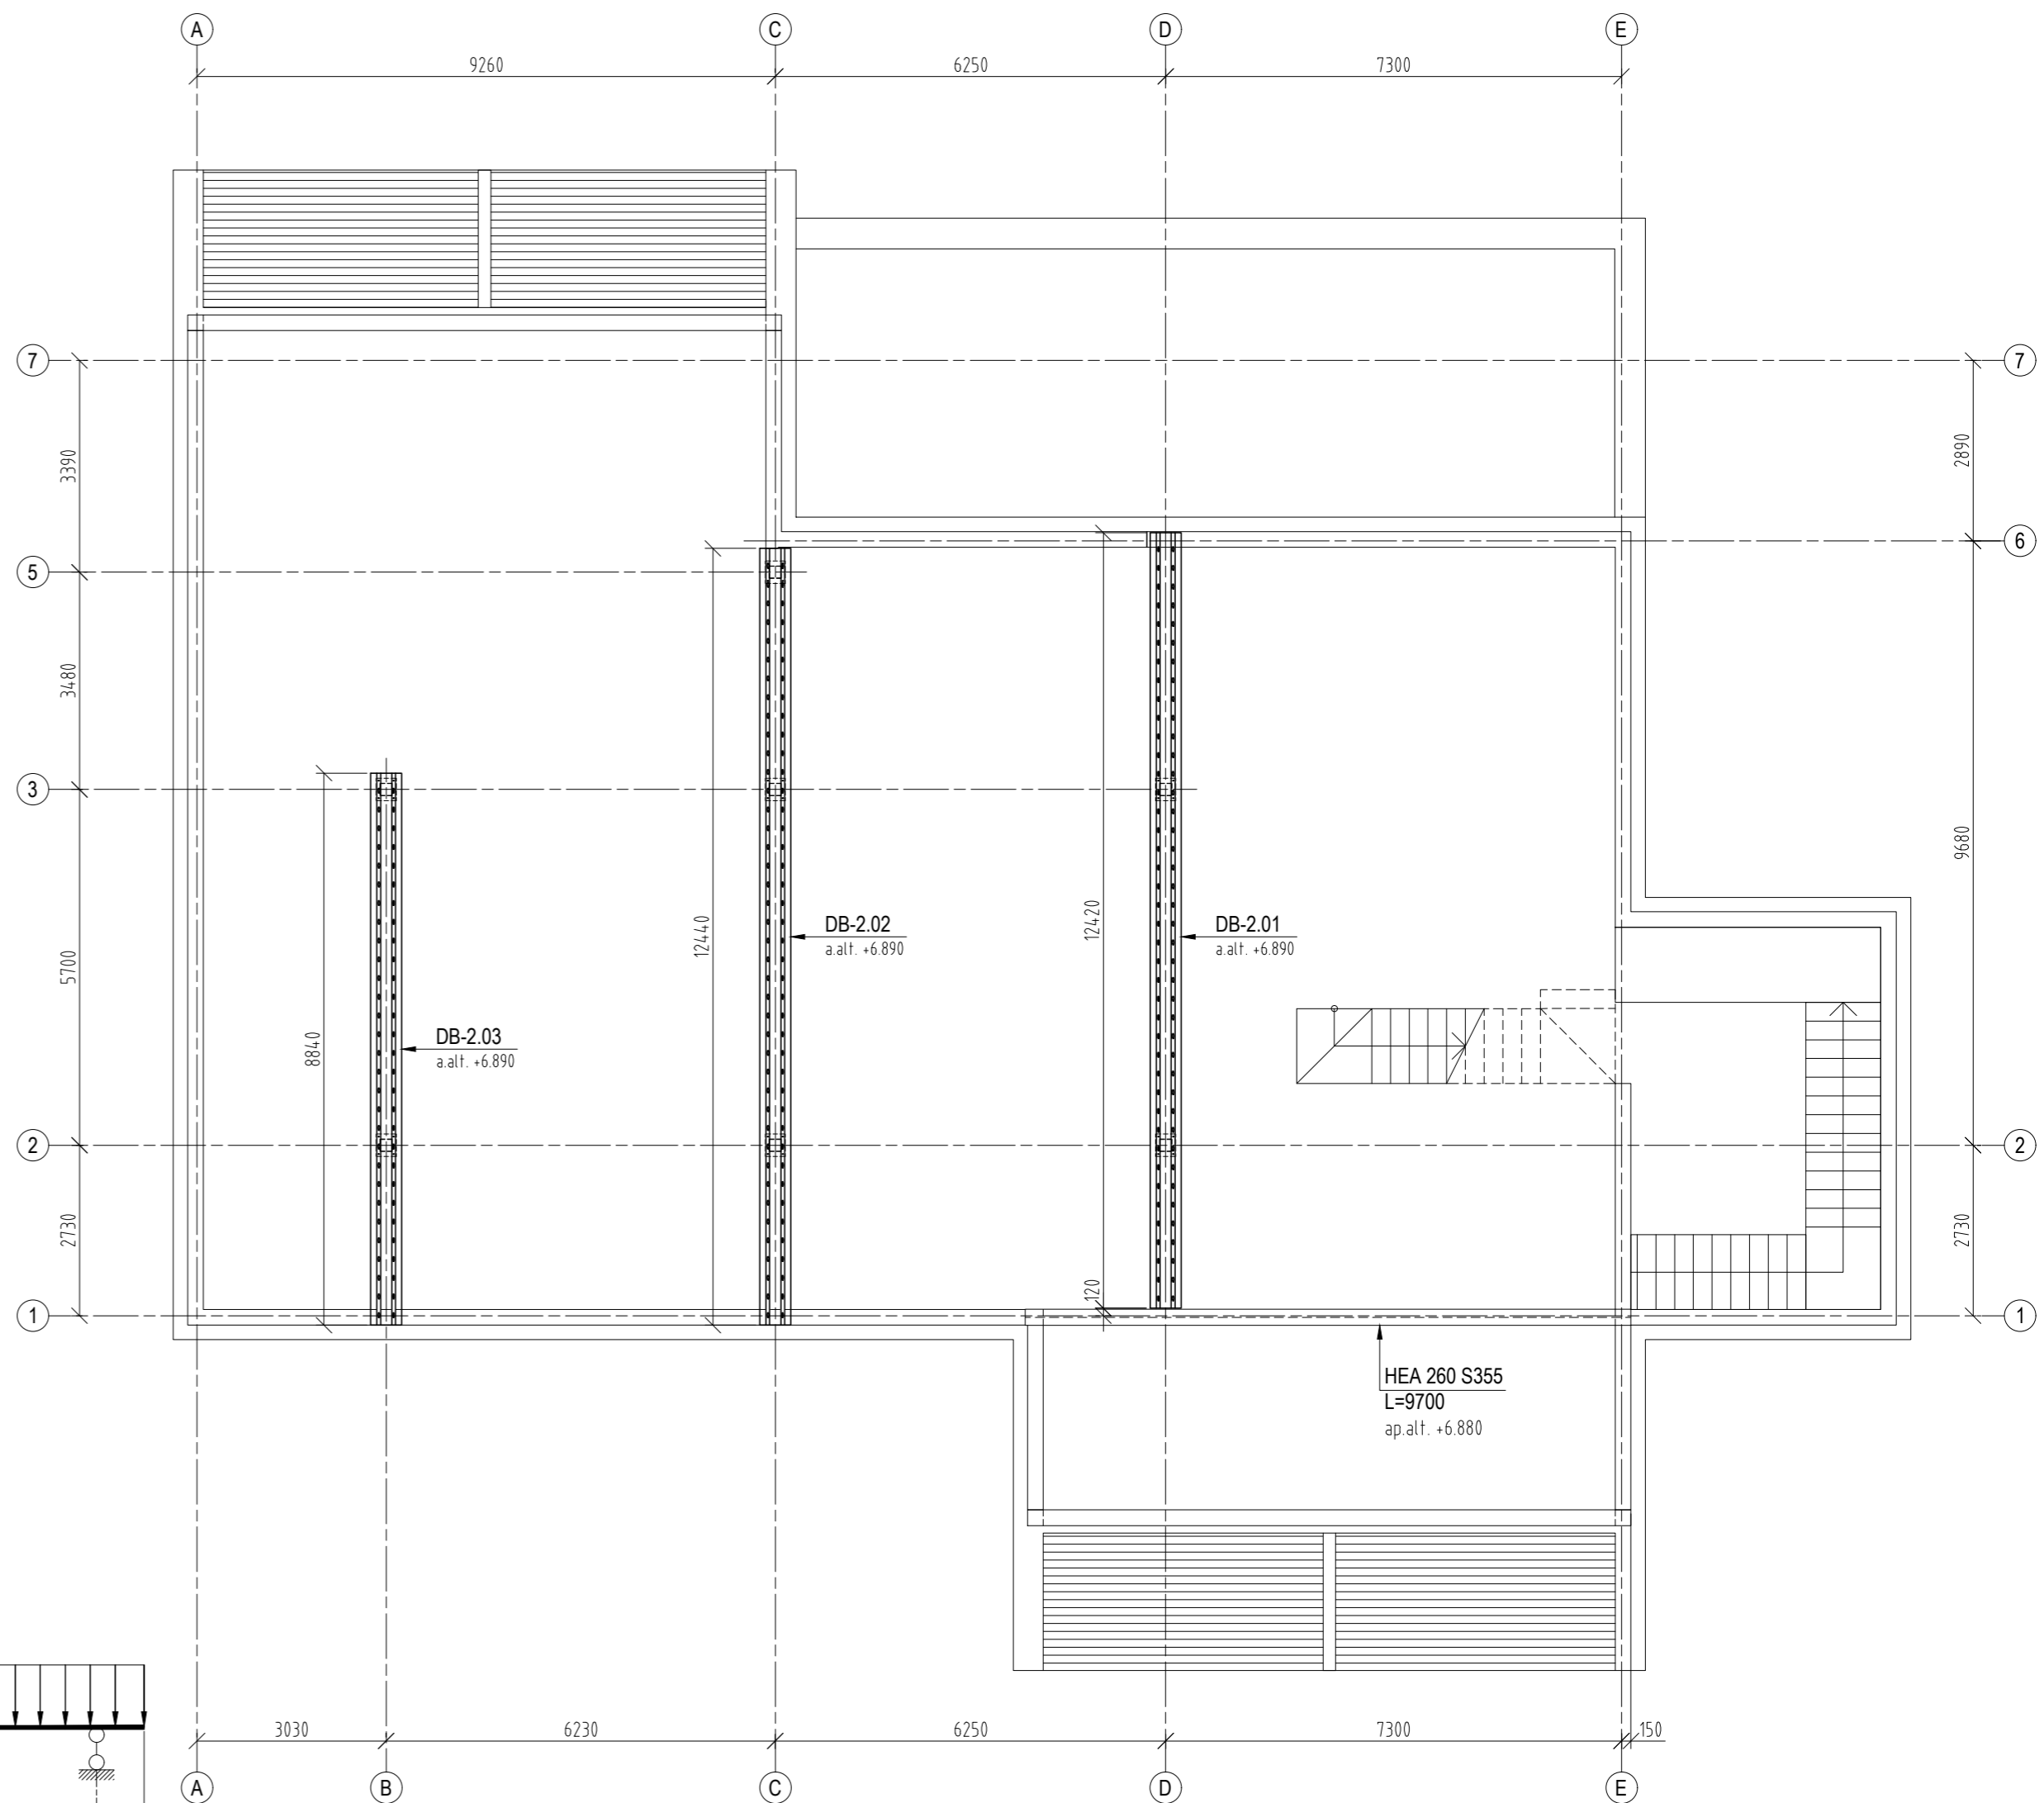 A C D E
9260 6250 7300
7 7
3390 2890
6
5
12440 12420
3480
3
9680
DB-2.02 DB-2.01
a.alt. +6.890 a.alt. +6.890
5700
DB-2.03
8840 a.alt. +6.890
2 2
2730 2730
120
1 1
HEA 260 S355
L=9700
ap.alt. +6.880
3030 6230 6250 7300 150
A B C D E